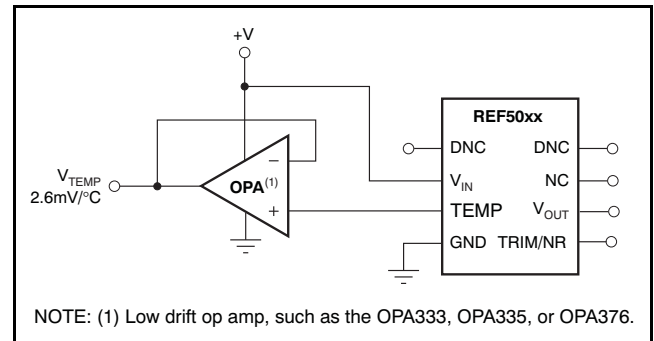 +V
REF50xx
DNC DNC
V_IN NC
TEMP V_OUT
GND TRIM/NR
−
OPA(1)
+
V_TEMP
2.6mV/°C
NOTE: (1) Low drift op amp, such as the OPA333, OPA335, or OPA376.